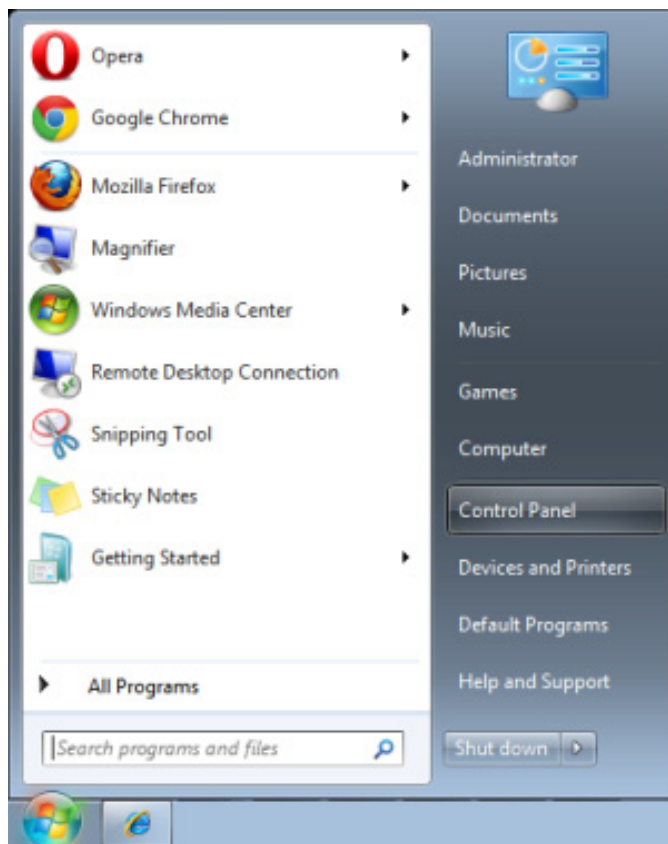 Opera
Google Chrome
Mozilla Firefox
Magnifier
Windows Media Center
Remote Desktop Connection
Snipping Tool
Sticky Notes
Getting Started
All Programs
Search programs and files
Administrator
Documents
Pictures
Music
Games
Computer
Control Panel
Devices and Printers
Default Programs
Help and Support
Shut down